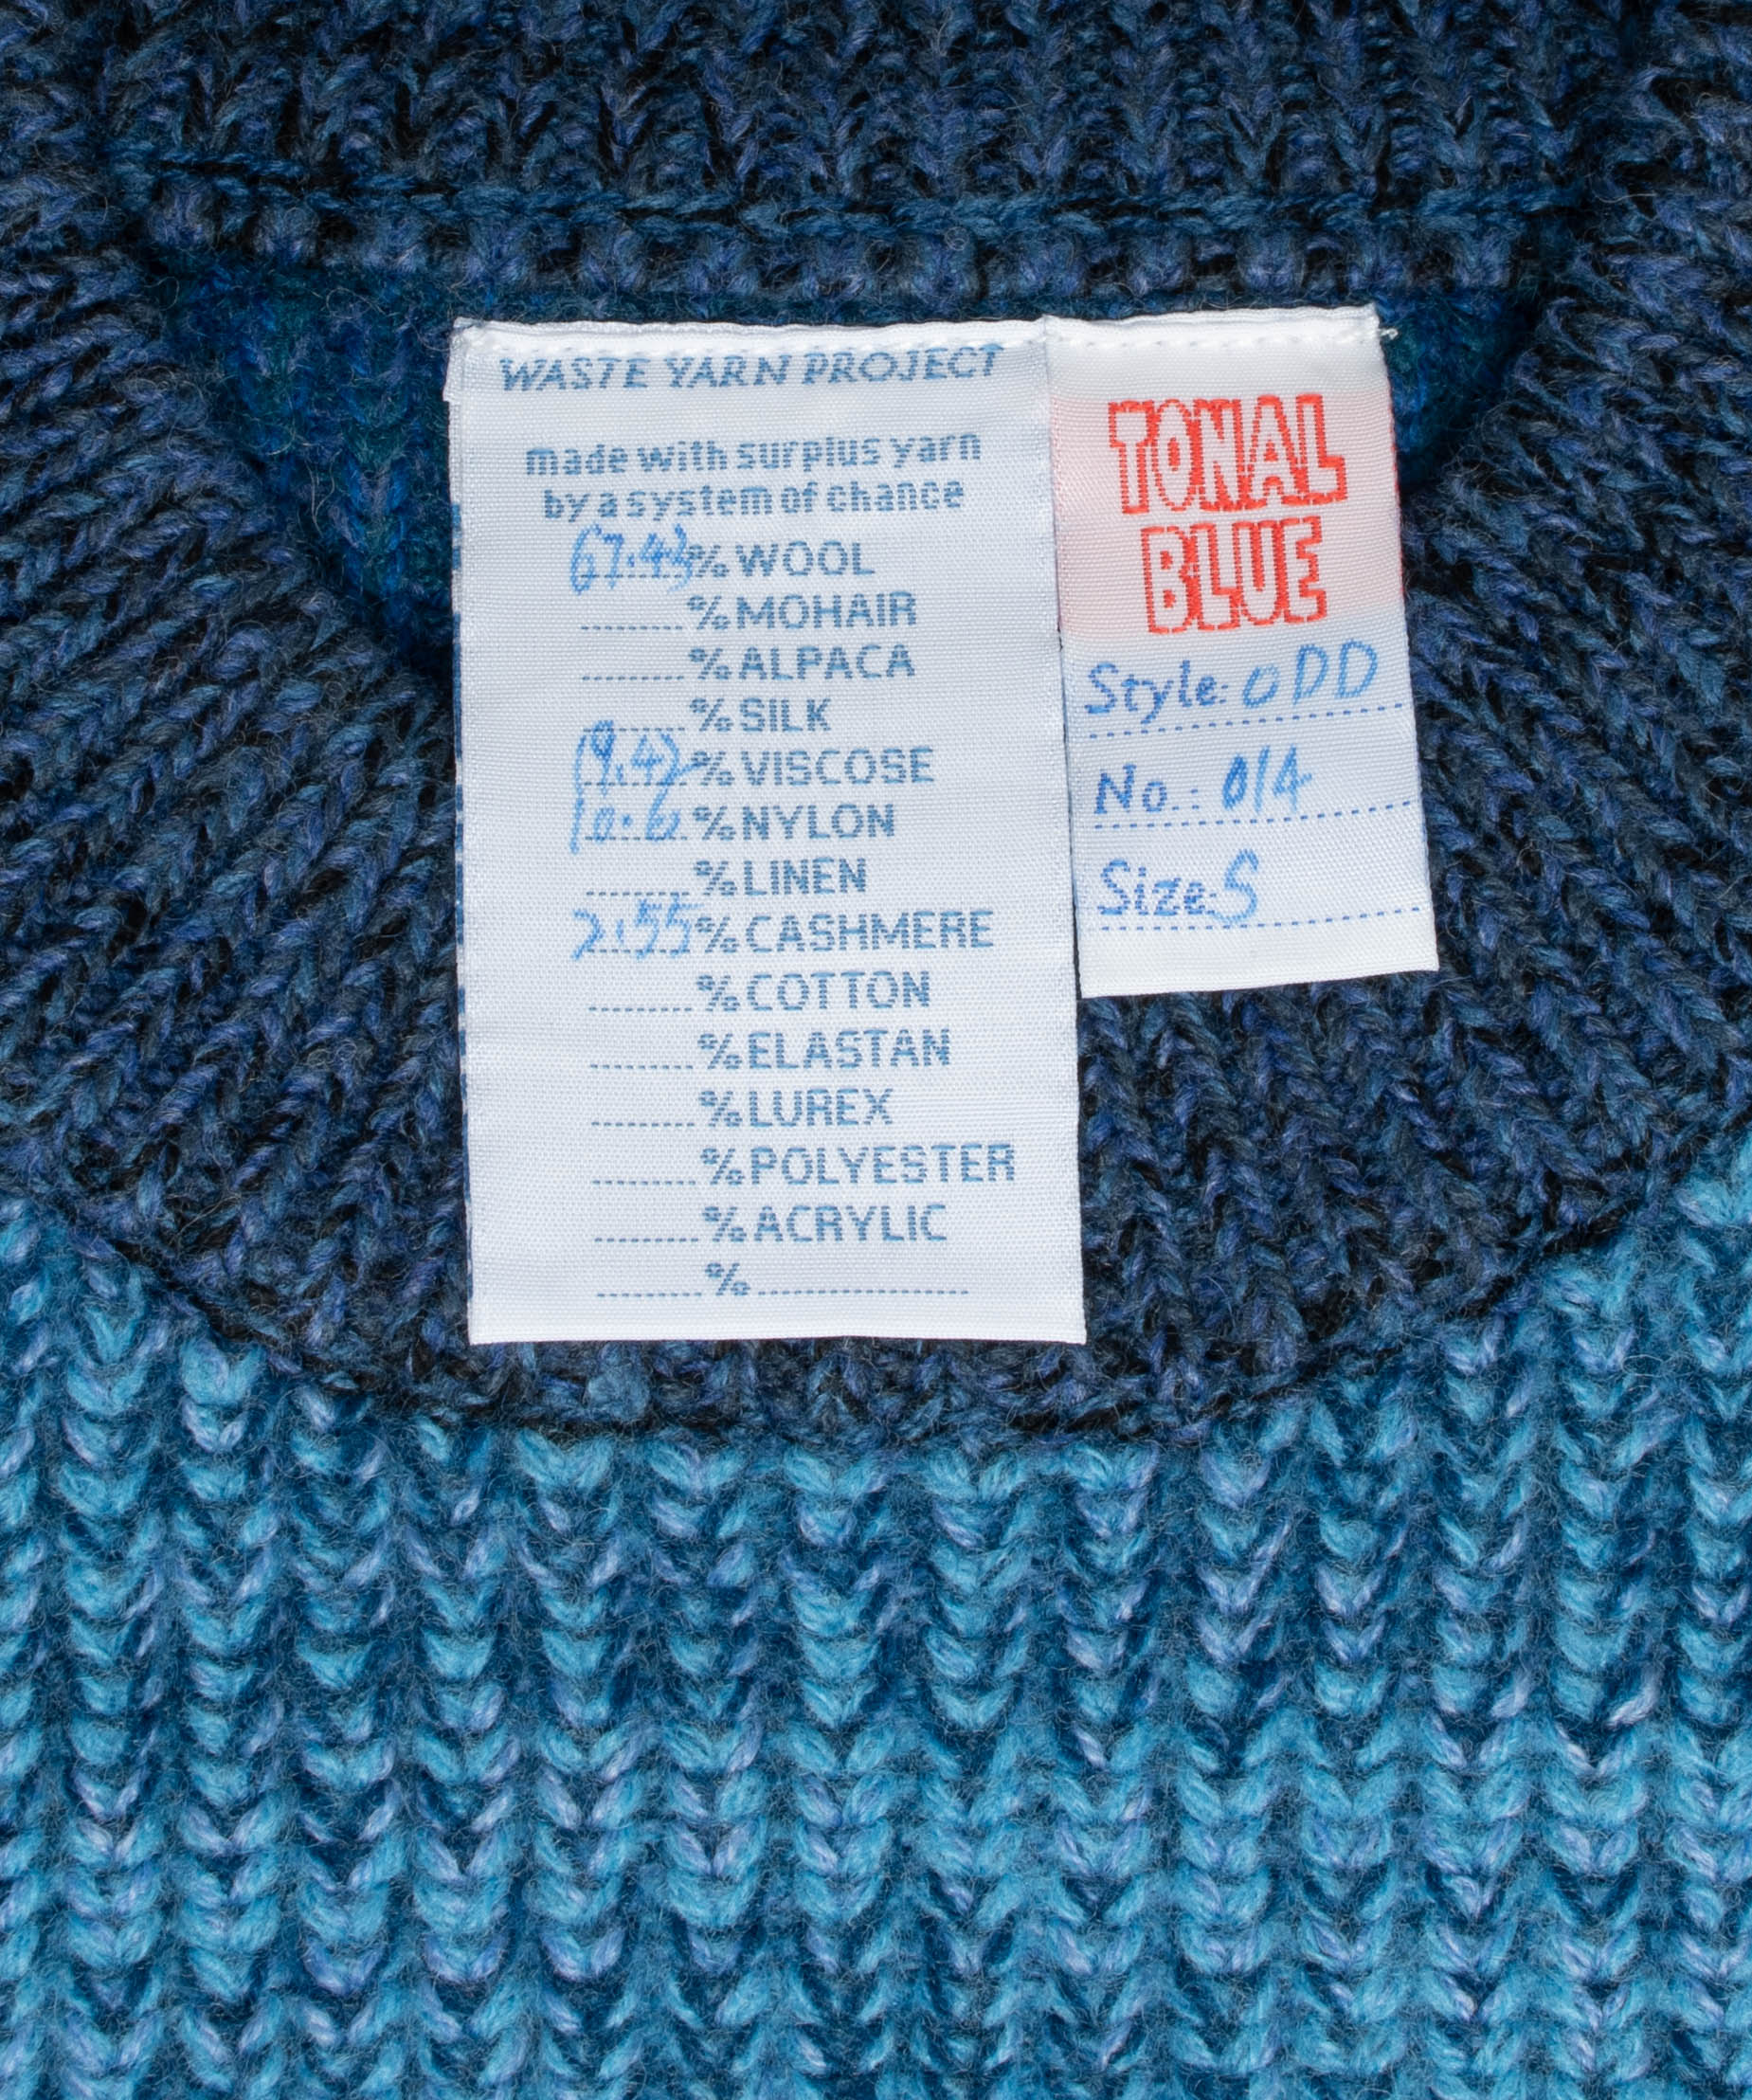 WASTE YARN PROJECT
made with surplus yarn
by a system of chance
67.43% WOOL
.........% MOHAIR
.........% ALPACA
.........% SILK
19.42% VISCOSE
10.6% NYLON
.........% LINEN
2.55% CASHMERE
.........% COTTON
.........% ELASTAN
.........% LUREX
.........% POLYESTER
.........% ACRYLIC
.........% ..................
TONAL
BLUE
Style: ODD
No.: 014
Size: S